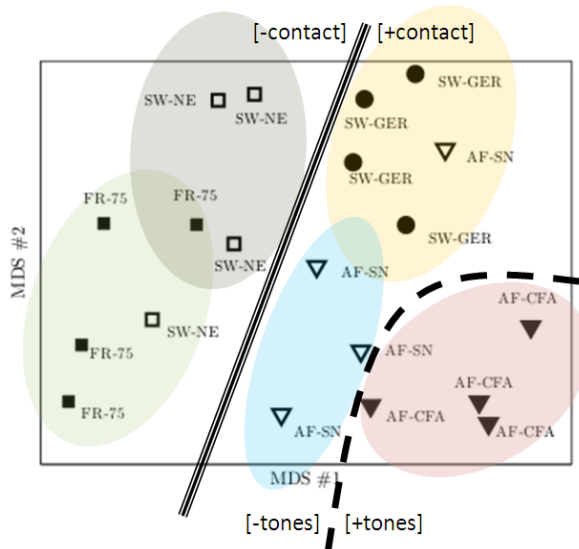 [-contact] [+contact]
SW-GER
SW-NE
SW-NE
SW-GER
AF-SN
SW-GER
FR-75
FR-75
SW-GER
SW-NE
MDS #2
AF-SN
AF-CFA
SW-NE
AF-SN
FR-75
AF-CFA
FR-75
AF-CFA
AF-SN
AF-CFA
MDS #1
[-tones] [+tones]